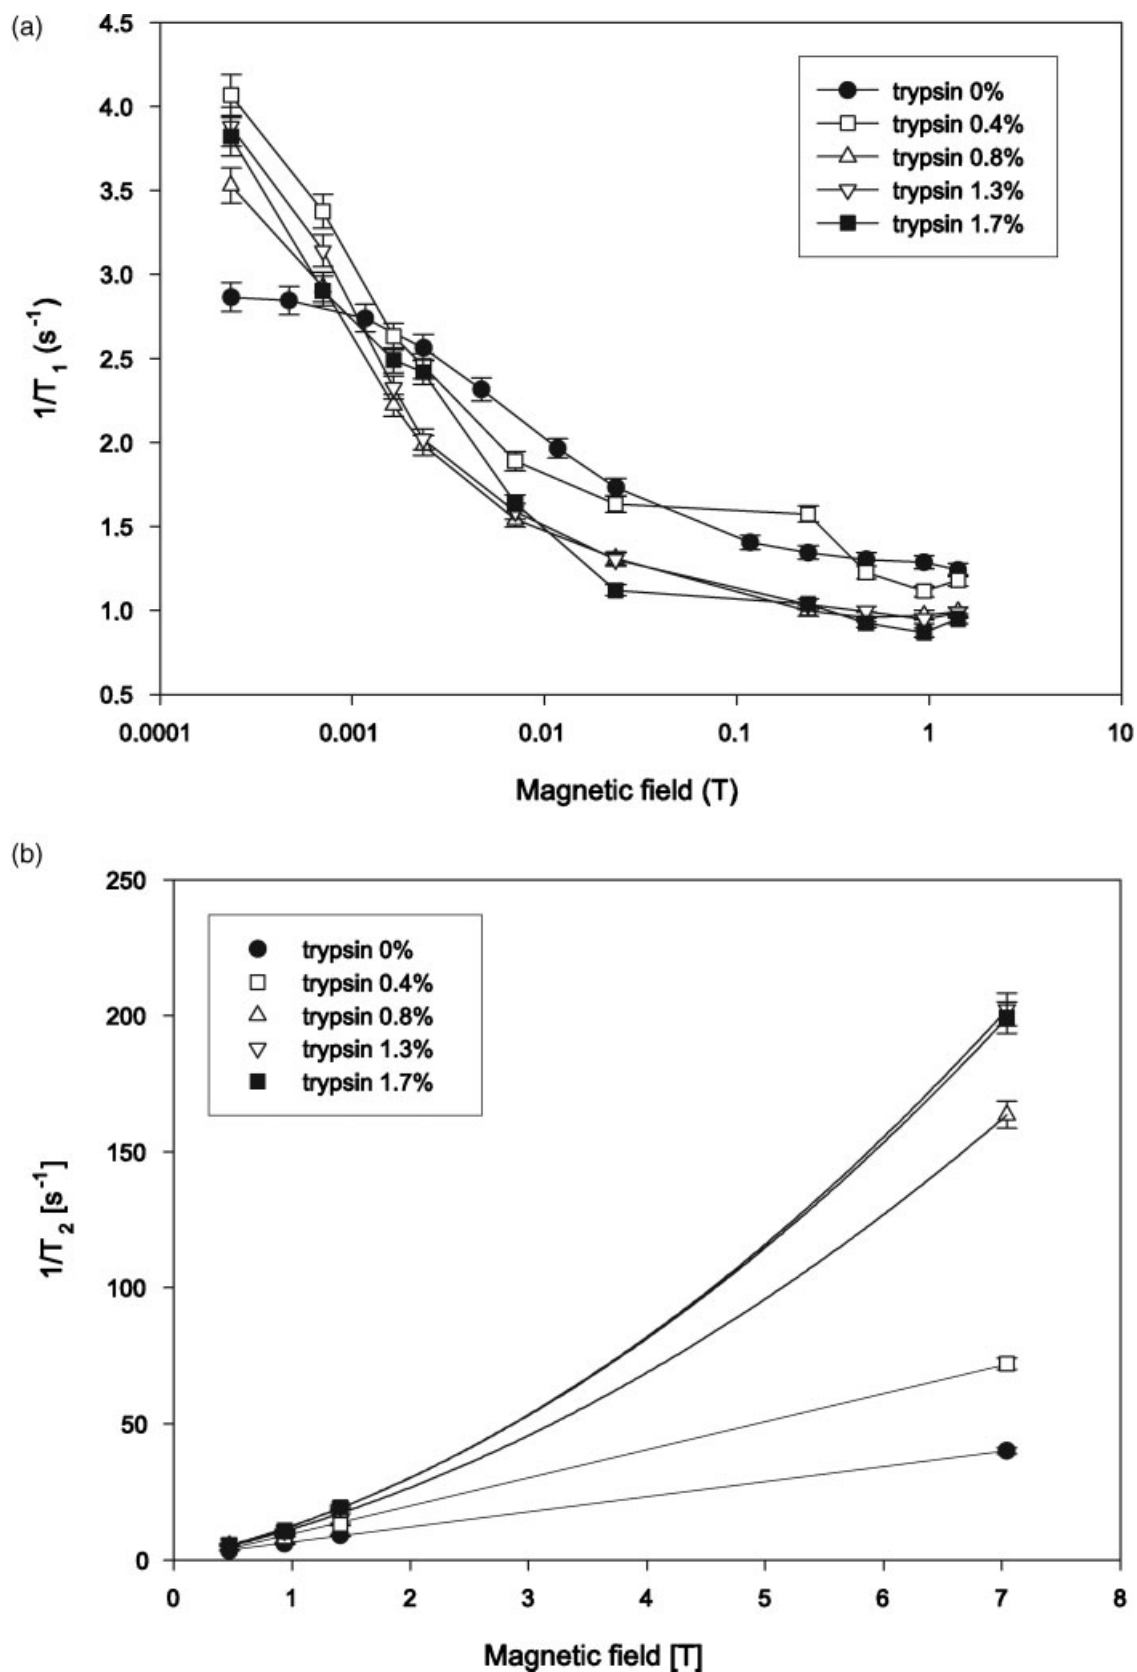 (a)
4.5
4.0
3.5
3.0
2.5
2.0
1.5
1.0
0.5
1/T₁ (s⁻¹)
trypsin 0%
trypsin 0.4%
trypsin 0.8%
trypsin 1.3%
trypsin 1.7%
0.0001 0.001 0.01 0.1 1 10
Magnetic field (T)
(b)
250
200
150
100
50
0
1/T₂ [s⁻¹]
trypsin 0%
trypsin 0.4%
trypsin 0.8%
trypsin 1.3%
trypsin 1.7%
0 1 2 3 4 5 6 7 8
Magnetic field [T]